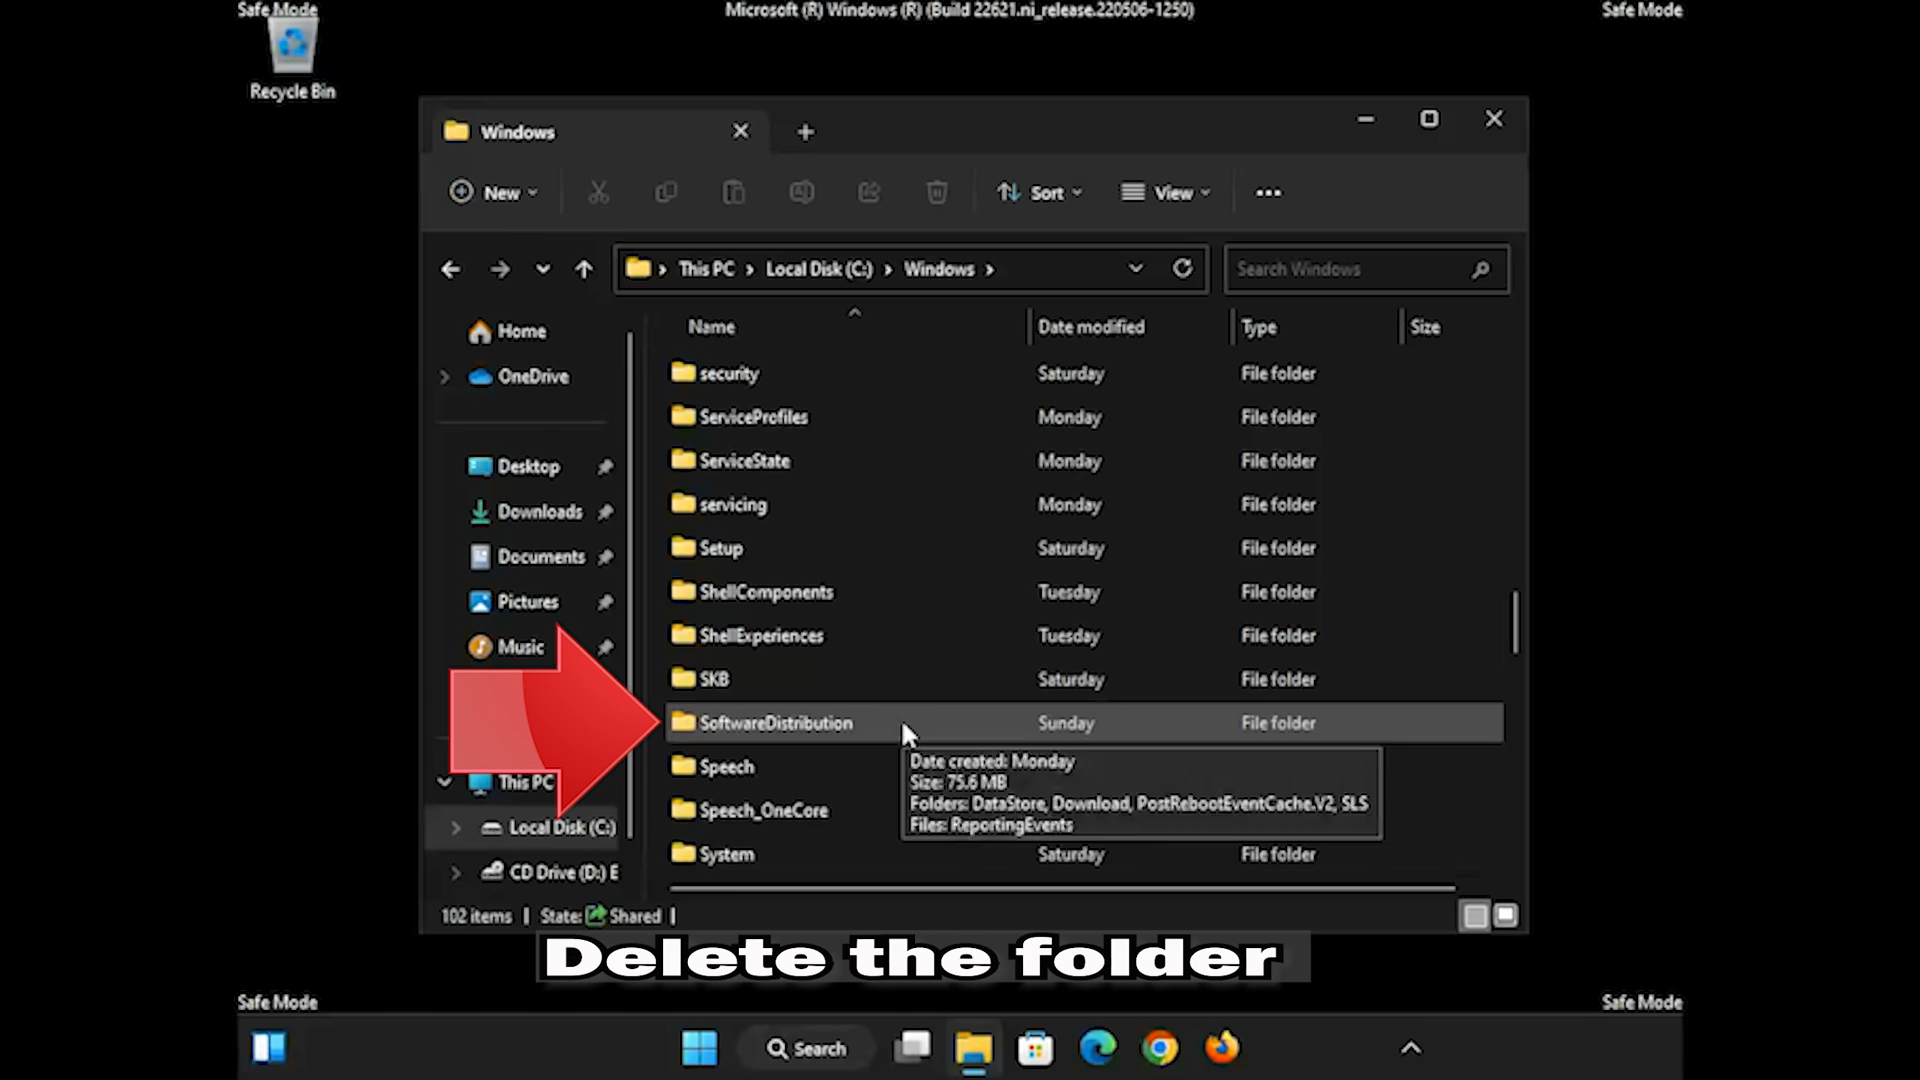 Safe Mode
Microsoft (R) Windows (R) (Build 22621.ni_release.220506-1250)
Safe Mode
Recycle Bin
Windows
New
Sort
View
This PC
Local Disk (C:)
Windows
Search Windows
Home
OneDrive
Desktop
Downloads
Documents
Pictures
Music
This PC
Local Disk (C:)
CD Drive (D:) E
Name Date modified Type Size
security Saturday File folder
ServiceProfiles Monday File folder
ServiceState Monday File folder
servicing Monday File folder
Setup Saturday File folder
ShellComponents Tuesday File folder
ShellExperiences Tuesday File folder
SKB Saturday File folder
SoftwareDistribution Sunday File folder
Speech
Speech_OneCore
System Saturday File folder
Date created: Monday
Size: 75.6 MB
Folders: DataStore, Download, PostRebootEventCache.V2, SLS
Files: ReportingEvents
102 items | State: Shared |
Delete the folder
Safe Mode
Safe Mode
Search